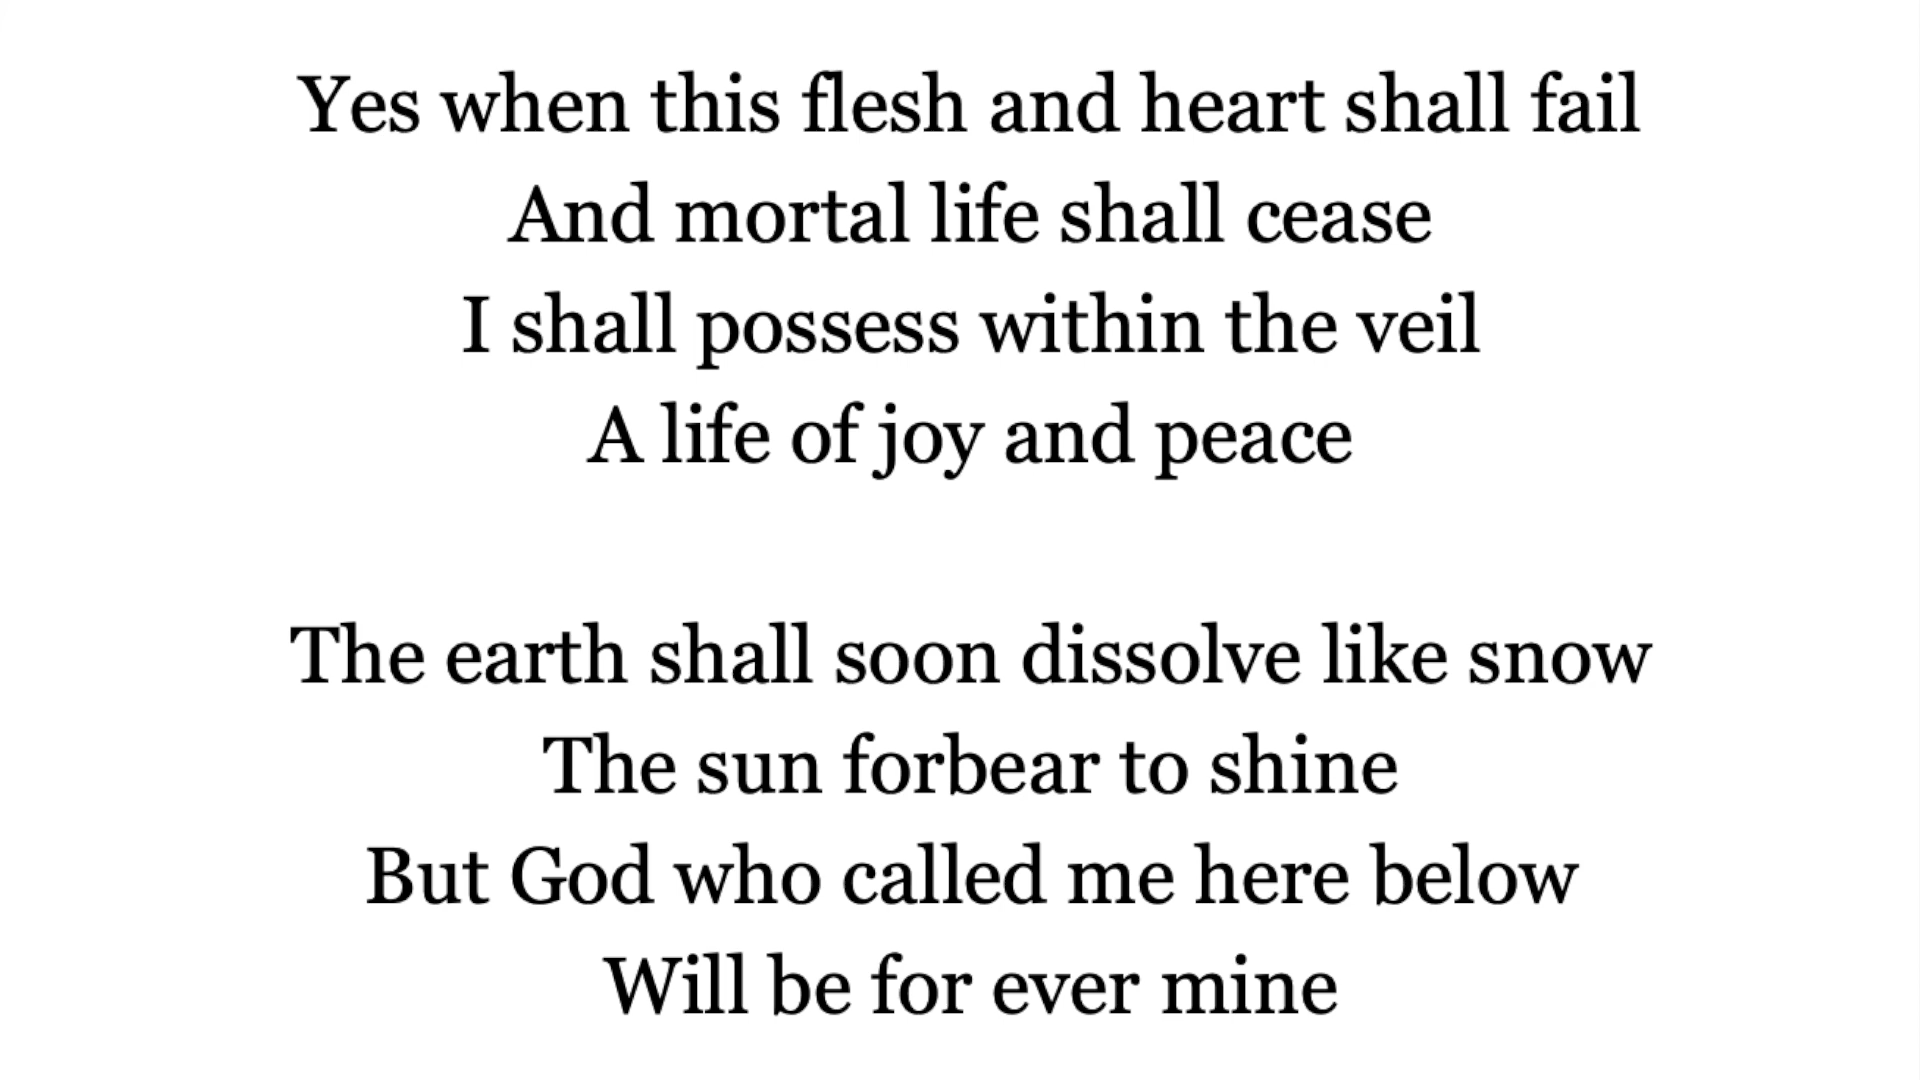 Yes when this flesh and heart shall fail
And mortal life shall cease
I shall possess within the veil
A life of joy and peace
The earth shall soon dissolve like snow
The sun forbear to shine
But God who called me here below
Will be for ever mine